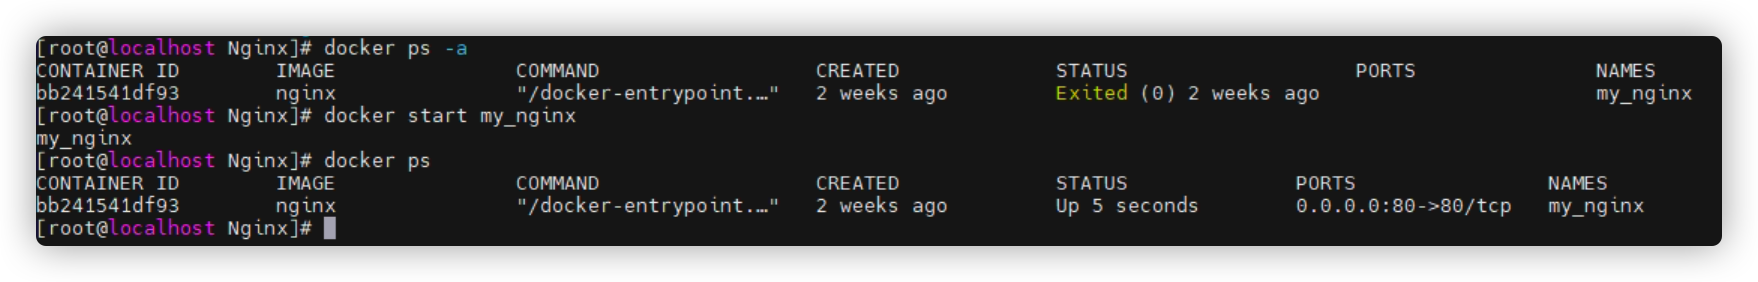 [root@localhost Nginx]# docker ps -a
CONTAINER ID        IMAGE               COMMAND                  CREATED             STATUS                   PORTS               NAMES
bb241541df93        nginx               "/docker-entrypoint.…"   2 weeks ago         Exited (0) 2 weeks ago                       my_nginx
[root@localhost Nginx]# docker start my_nginx
my_nginx
[root@localhost Nginx]# docker ps
CONTAINER ID        IMAGE               COMMAND                  CREATED             STATUS              PORTS                NAMES
bb241541df93        nginx               "/docker-entrypoint.…"   2 weeks ago         Up 5 seconds        0.0.0.0:80->80/tcp   my_nginx
[root@localhost Nginx]#